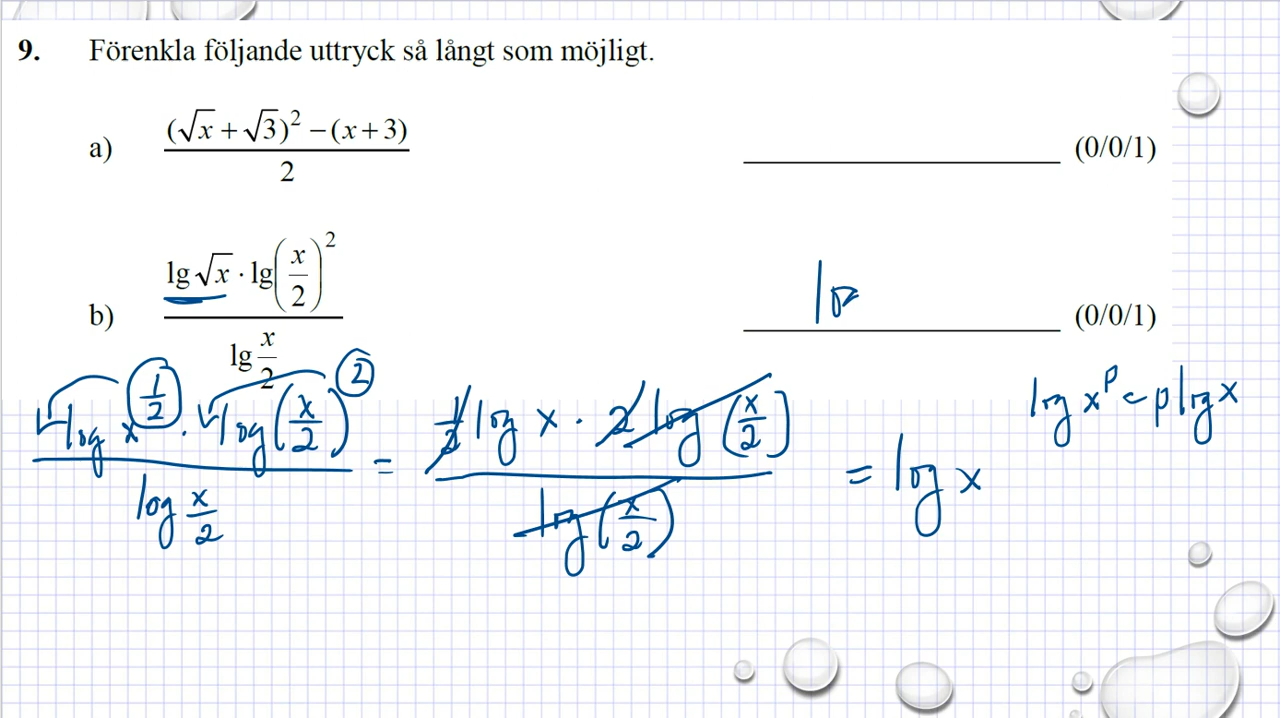 9. Förenkla följande uttryck så långt som möjligt.
a) ((√x + √3)² − (x + 3)) / 2 ____________ (0/0/1)
b) (lg √x · lg(x/2)²) / (lg x/2) ____________ (0/0/1)
log x^p = p log x
(log x^(1/2) · log(x/2)^2) / (log x/2) = (1/2 log x · 2 log(x/2)) / (log(x/2)) = log x